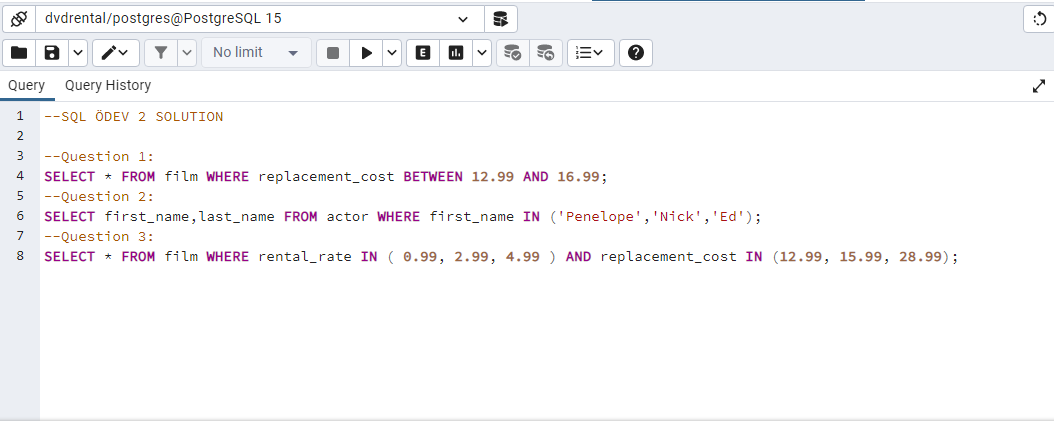 dvdrental/postgres@PostgreSQL 15
No limit
E
Query Query History
1 --SQL ÖDEV 2 SOLUTION
2
3 --Question 1:
4 SELECT * FROM film WHERE replacement_cost BETWEEN 12.99 AND 16.99;
5 --Question 2:
6 SELECT first_name,last_name FROM actor WHERE first_name IN ('Penelope','Nick','Ed');
7 --Question 3:
8 SELECT * FROM film WHERE rental_rate IN ( 0.99, 2.99, 4.99 ) AND replacement_cost IN (12.99, 15.99, 28.99);